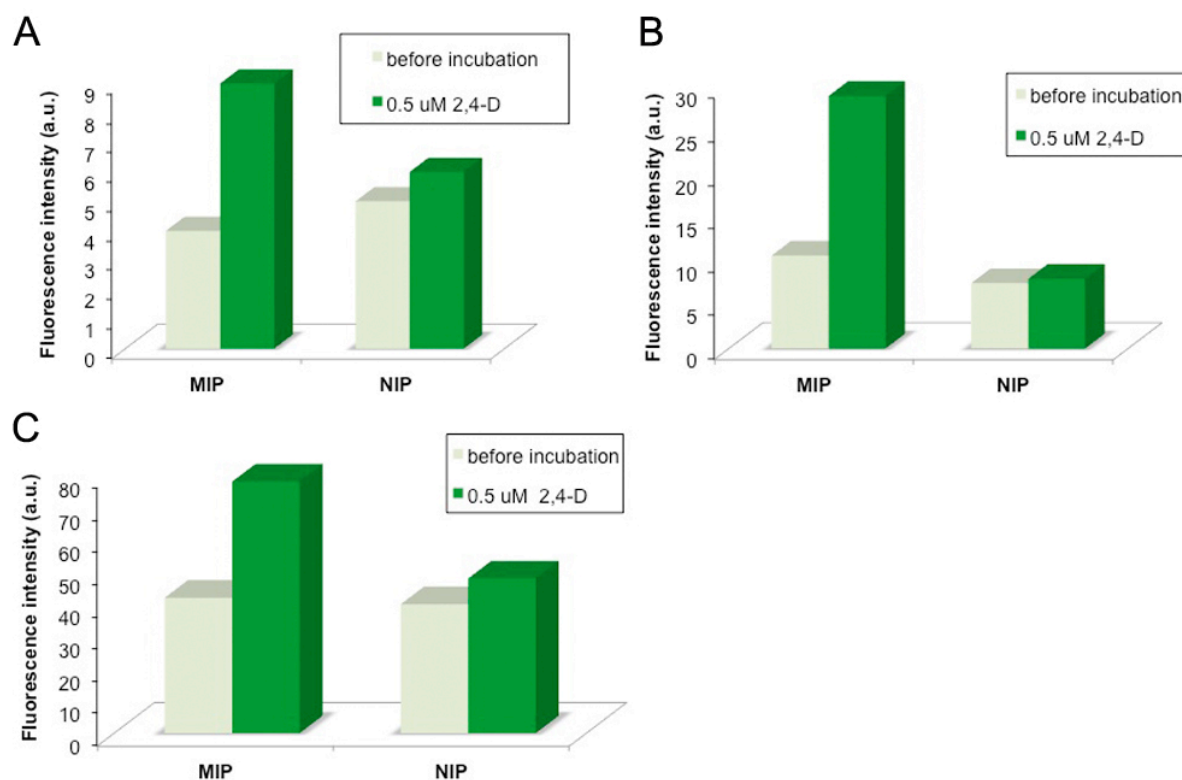 A
before incubation
0.5 uM 2,4-D
Fluorescence intensity (a.u.)
9
8
7
6
5
4
3
2
1
0
MIP NIP
B
before incubation
0.5 uM 2,4-D
Fluorescence intensity (a.u.)
30
25
20
15
10
5
0
MIP NIP
C
before incubation
0.5 uM 2,4-D
Fluorescence intensity (a.u.)
80
70
60
50
40
30
20
10
0
MIP NIP